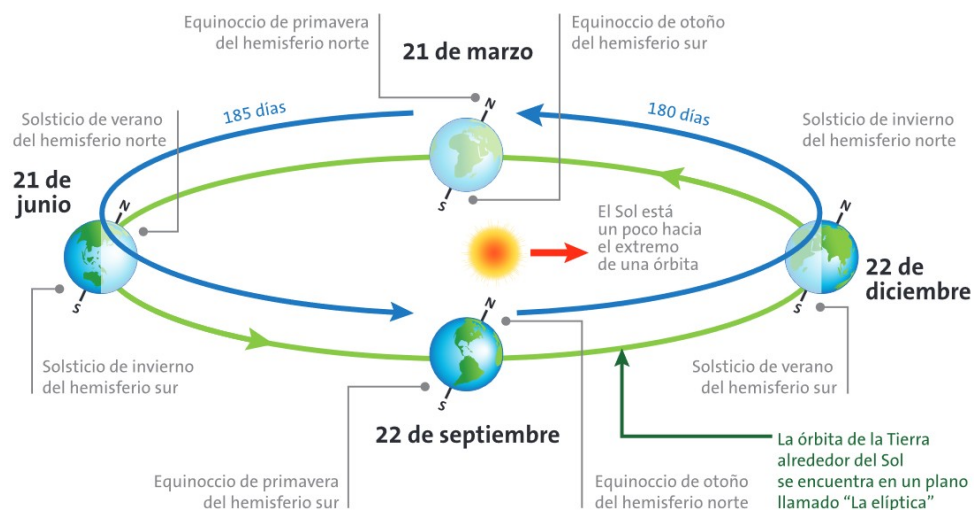 Equinoccio de primavera
del hemisferio norte
21 de marzo
Equinoccio de otoño
del hemisferio sur
Solsticio de verano
del hemisferio norte
185 días
180 días
Solsticio de invierno
del hemisferio norte
21 de
junio
N
S
N
S
El Sol está
un poco hacia
el extremo
de una órbita
N
S
22 de
diciembre
N
S
Solsticio de invierno
del hemisferio sur
Solsticio de verano
del hemisferio sur
22 de septiembre
Equinoccio de primavera
del hemisferio sur
Equinoccio de otoño
del hemisferio norte
La órbita de la Tierra
alrededor del Sol
se encuentra en un plano
llamado “La elíptica”